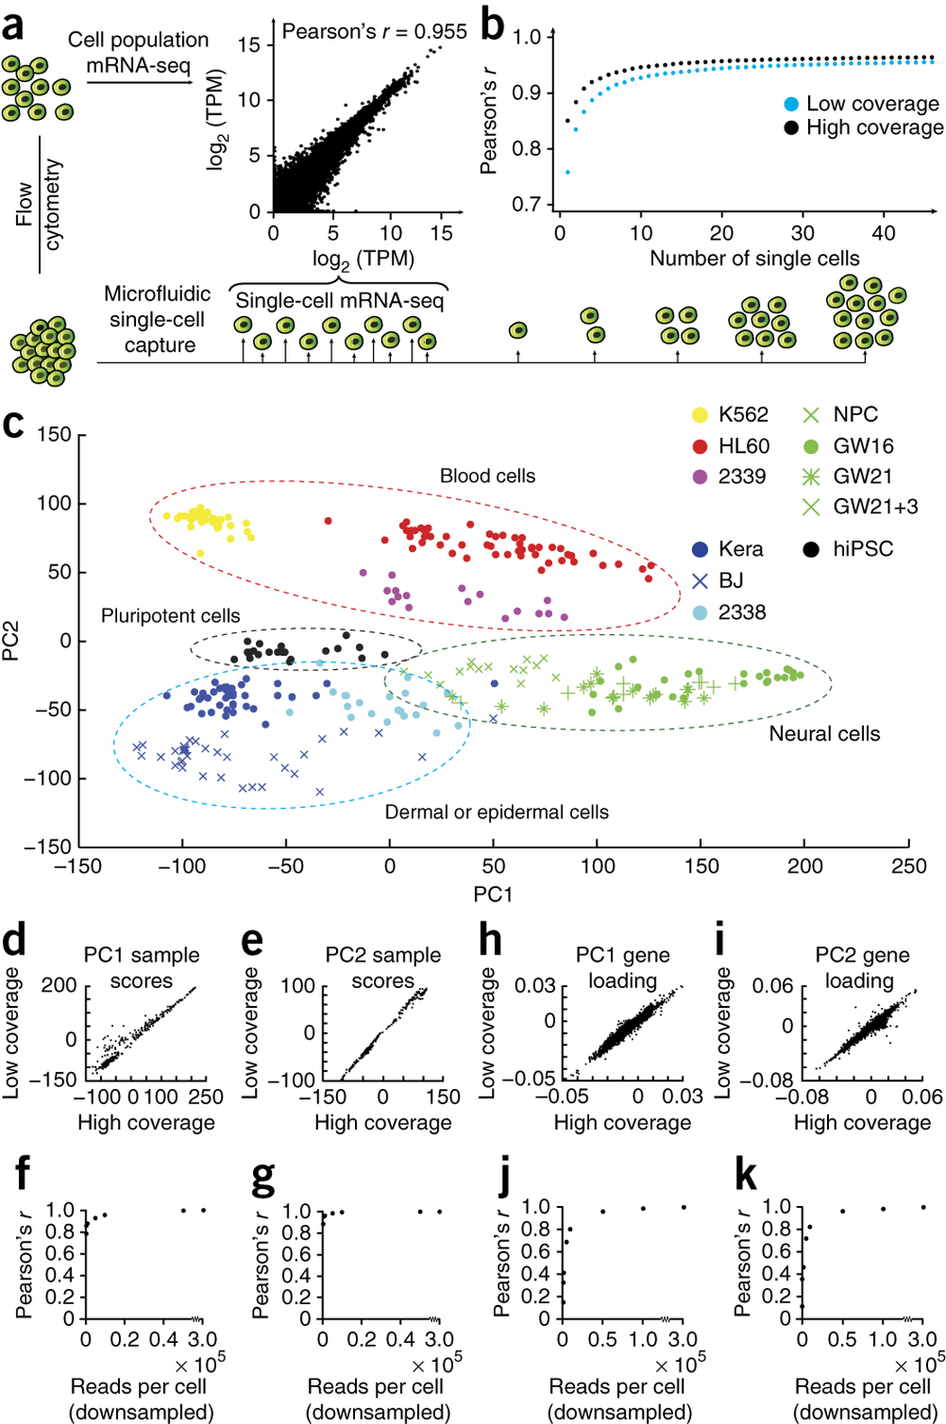 a
Cell population
mRNA-seq
Pearson's r = 0.955
15
10
5
0
log2 (TPM)
0
5
10
15
log2 (TPM)
Flow
cytometry
b
1.0
0.9
0.8
0.7
Pearson's r
Low coverage
High coverage
0
10
20
30
40
Number of single cells
Microfluidic
single-cell
capture
Single-cell mRNA-seq
c
K562
HL60
2339
Kera
BJ
2338
NPC
GW16
GW21
GW21+3
hiPSC
150
100
50
0
−50
−100
−150
PC2
Blood cells
Pluripotent cells
Neural cells
Dermal or epidermal cells
−150
−100
−50
0
50
100
150
200
250
PC1
d
PC1 sample
scores
Low coverage
200
0
−150
−100
0
100
250
High coverage
e
PC2 sample
scores
Low coverage
100
0
−100
−150
0
150
High coverage
h
PC1 gene
loading
Low coverage
0.03
0
−0.05
−0.05
0
0.03
High coverage
i
PC2 gene
loading
Low coverage
0.06
0
−0.08
−0.08
0
0.06
High coverage
f
Pearson's r
1.0
0.8
0.6
0.4
0.2
0
0
0.2
0.4
3.0
× 10^5
Reads per cell
(downsampled)
g
Pearson's r
1.0
0.8
0.6
0.4
0.2
0
0
0.2
0.4
3.0
× 10^5
Reads per cell
(downsampled)
j
Pearson's r
1.0
0.8
0.6
0.4
0.2
0
0
0.5
1.0
3.0
× 10^5
Reads per cell
(downsampled)
k
Pearson's r
1.0
0.8
0.6
0.4
0.2
0
0
0.5
1.0
3.0
× 10^5
Reads per cell
(downsampled)